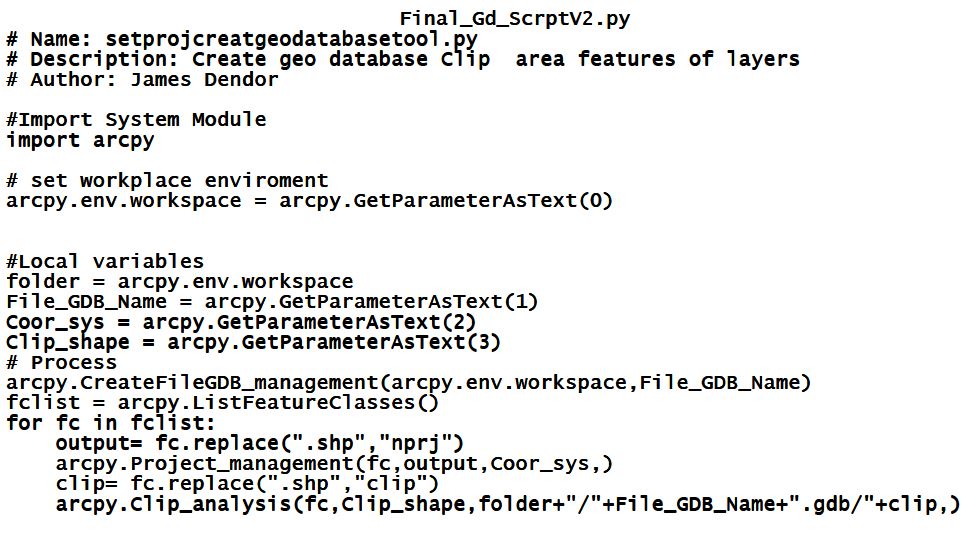 Final_Gd_ScrptV2.py
# Name: setprojcreatgeodatabasetool.py
# Description: Create geo database Clip  area features of layers
# Author: James Dendor

#Import System Module
import arcpy

# set workplace enviroment
arcpy.env.workspace = arcpy.GetParameterAsText(0)

#Local variables
folder = arcpy.env.workspace
File_GDB_Name = arcpy.GetParameterAsText(1)
Coor_sys = arcpy.GetParameterAsText(2)
Clip_shape = arcpy.GetParameterAsText(3)
# Process
arcpy.CreateFileGDB_management(arcpy.env.workspace,File_GDB_Name)
fclist = arcpy.ListFeatureClasses()
for fc in fclist:
    output= fc.replace(".shp","nprj")
    arcpy.Project_management(fc,output,Coor_sys,)
    clip= fc.replace(".shp","clip")
    arcpy.Clip_analysis(fc,Clip_shape,folder+"/"+File_GDB_Name+".gdb/"+clip,)